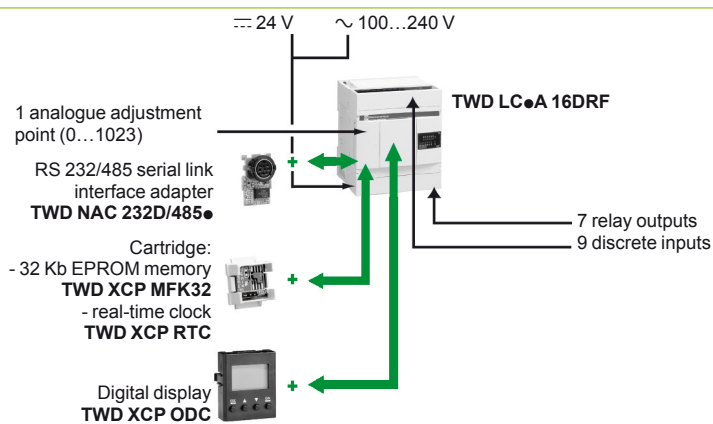 ⎓ 24 V
∿ 100…240 V
TWD LC●A 16DRF
1 analogue adjustment
point (0…1023)
RS 232/485 serial link
interface adapter
TWD NAC 232D/485●
7 relay outputs
9 discrete inputs
Cartridge:
- 32 Kb EPROM memory
TWD XCP MFK32
- real-time clock
TWD XCP RTC
Digital display
TWD XCP ODC